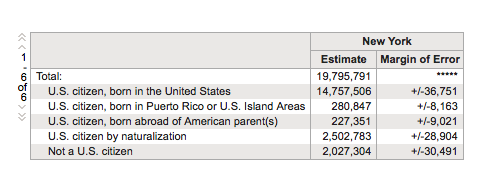 New York
Estimate Margin of Error
Total: 19,795,791 *****
U.S. citizen, born in the United States 14,757,506 +/-36,751
U.S. citizen, born in Puerto Rico or U.S. Island Areas 280,847 +/-8,163
U.S. citizen, born abroad of American parent(s) 227,351 +/-9,021
U.S. citizen by naturalization 2,502,783 +/-28,904
Not a U.S. citizen 2,027,304 +/-30,491
1
-
6
of
6